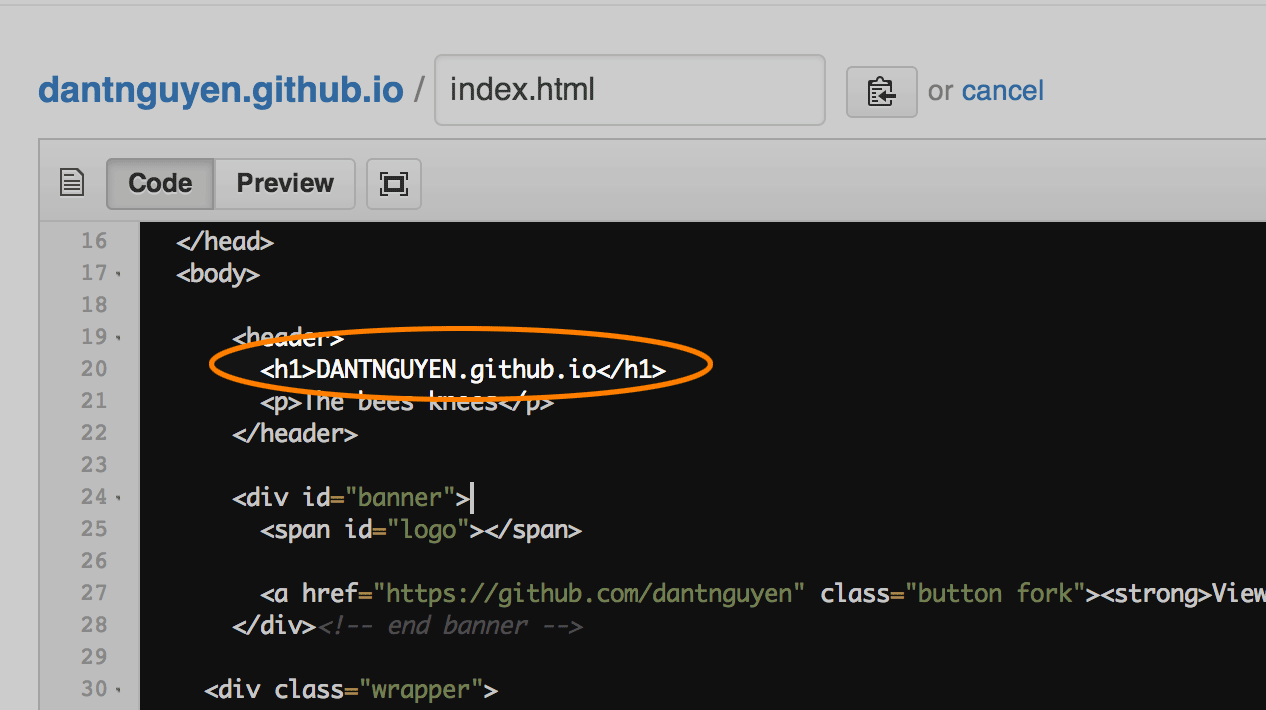 dantnguyen.github.io / index.html or cancel
Code Preview
16 </head>
17 <body>
18
19 <header>
20 <h1>DANTNGUYEN.github.io</h1>
21 <p>The bees knees</p>
22 </header>
23
24 <div id="banner">
25 <span id="logo"></span>
26
27 <a href="https://github.com/dantnguyen" class="button fork"><strong>View
28 </div><!-- end banner -->
29
30 <div class="wrapper">